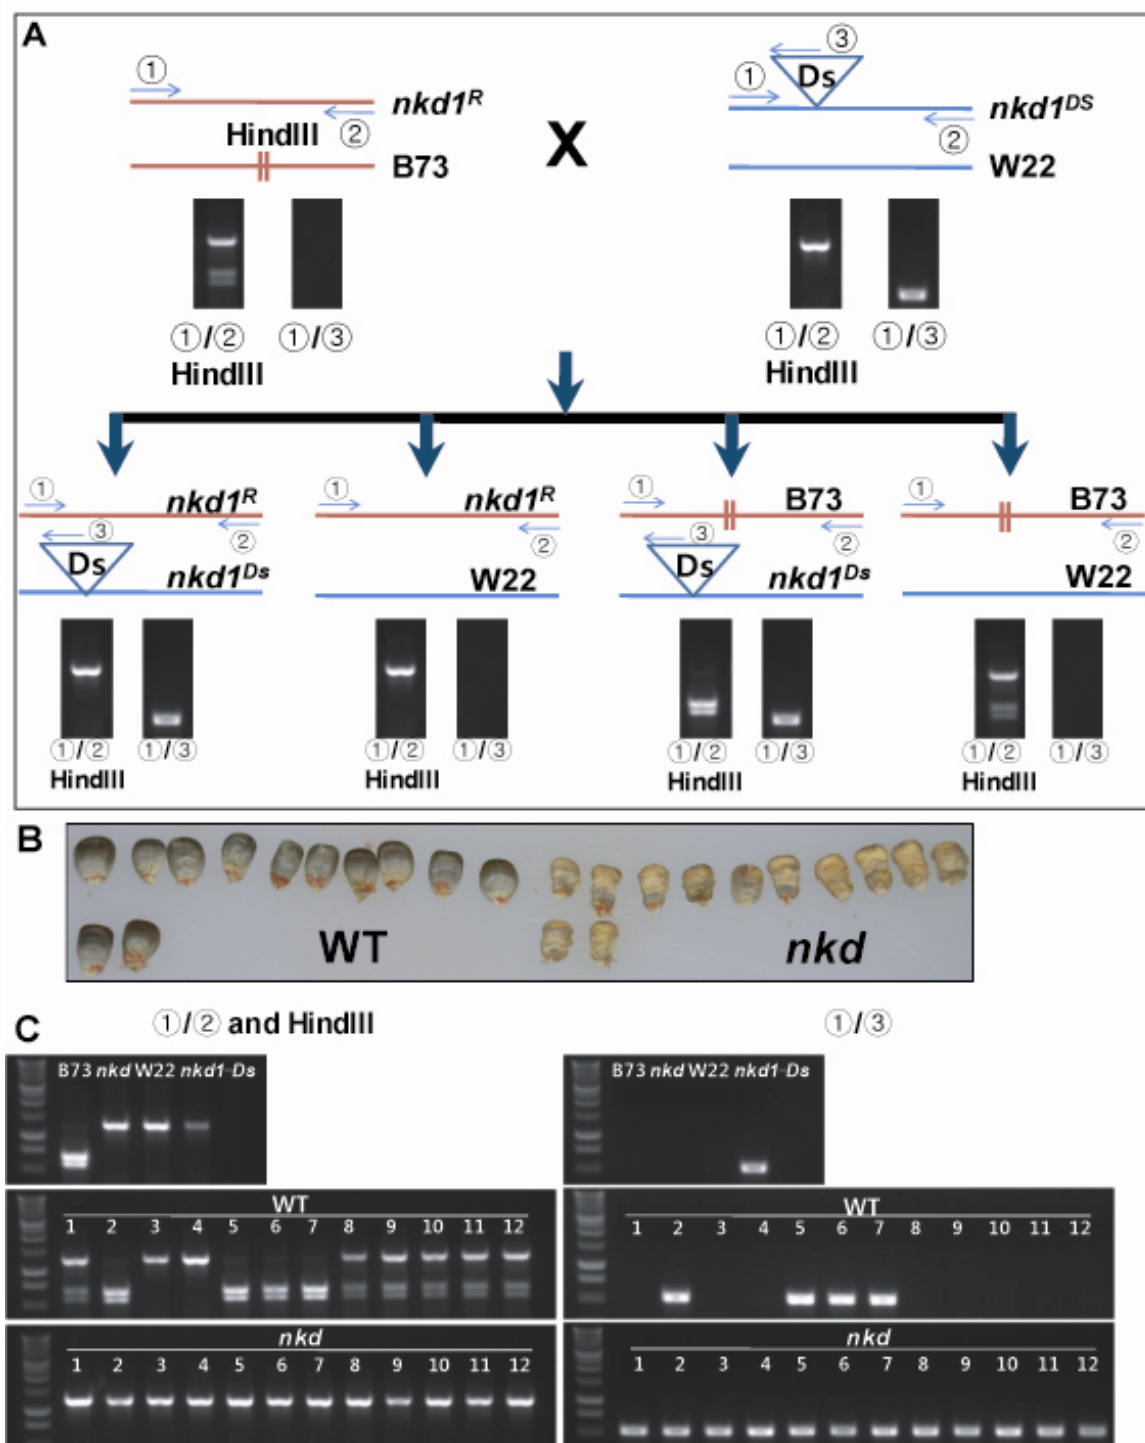 A
① ③
Ds
①
nkd1ᴿ nkd1ᴰˢ
HindIII ② X ②
B73 W22
①/② ①/③ ①/② ①/③
HindIII HindIII
① nkd1ᴿ ① nkd1ᴿ ① B73 ① B73
③ ② ② ③ ② ②
Ds nkd1ᴰˢ W22 Ds nkd1ᴰˢ W22
①/② ①/③ ①/② ①/③ ①/② ①/③ ①/② ①/③
HindIII HindIII HindIII HindIII
B
WT nkd
C
①/② and HindIII
B73 nkd W22 nkd1-Ds
WT
1 2 3 4 5 6 7 8 9 10 11 12
nkd
1 2 3 4 5 6 7 8 9 10 11 12
①/③
B73 nkd W22 nkd1-Ds
WT
1 2 3 4 5 6 7 8 9 10 11 12
nkd
1 2 3 4 5 6 7 8 9 10 11 12